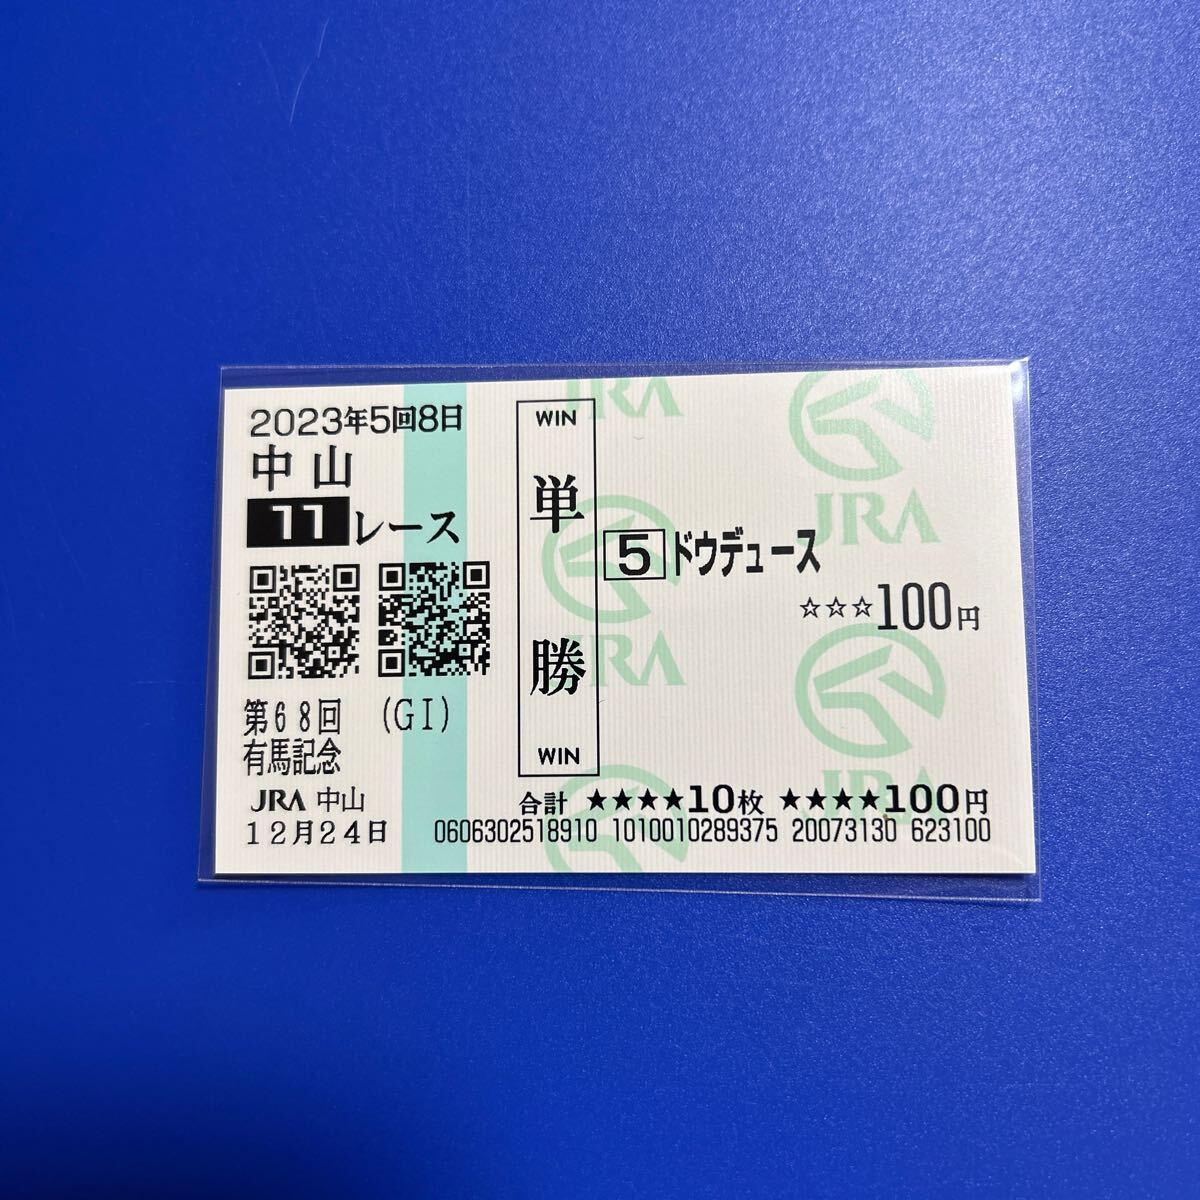 2023年5回8日
中山
11レース
第68回 (GⅠ)
有馬記念
JRA 中山
12月24日
WIN
単
勝
WIN
5 ドウデュース
☆☆☆100円
合計 ★★★★10枚 ★★★★100円
0606302518910 1010010289375 20073130 623100
JRA
JRA
JRA
JRA